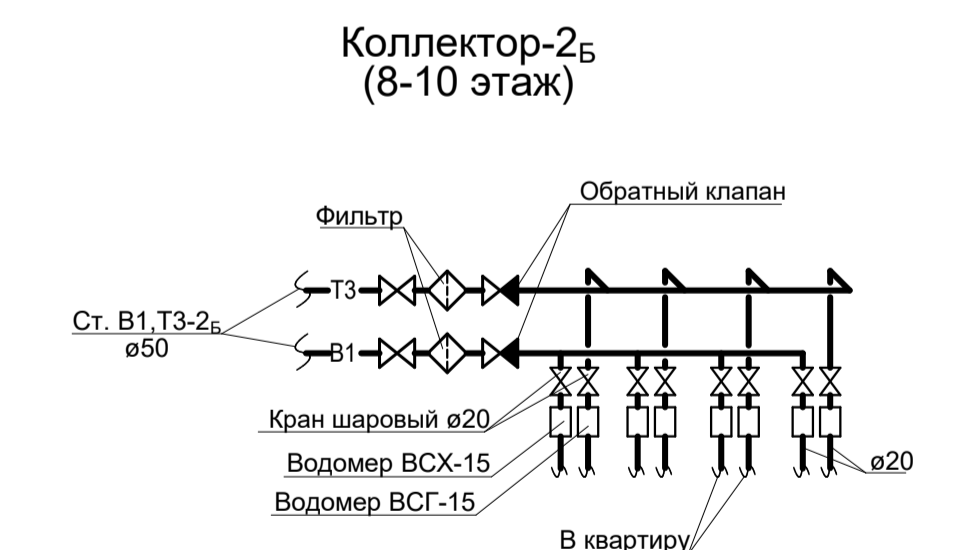 Коллектор-2Б
(8-10 этаж)
Обратный клапан
Фильтр
Т3
Ст. В1,Т3-2Б
ø50
В1
Кран шаровый ø20
Водомер ВСХ-15
ø20
Водомер ВСГ-15
В квартиру